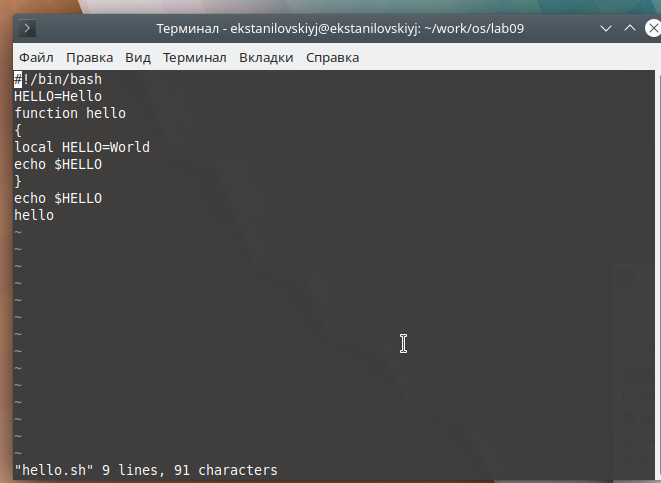 Терминал - ekstanilovskiyj@ekstanilovskiyj: ~/work/os/lab09
Файл Правка Вид Терминал Вкладки Справка
#!/bin/bash
HELLO=Hello
function hello
{
local HELLO=World
echo $HELLO
}
echo $HELLO
hello
~
~
~
~
~
~
~
~
~
~
~
~
~
~
"hello.sh" 9 lines, 91 characters